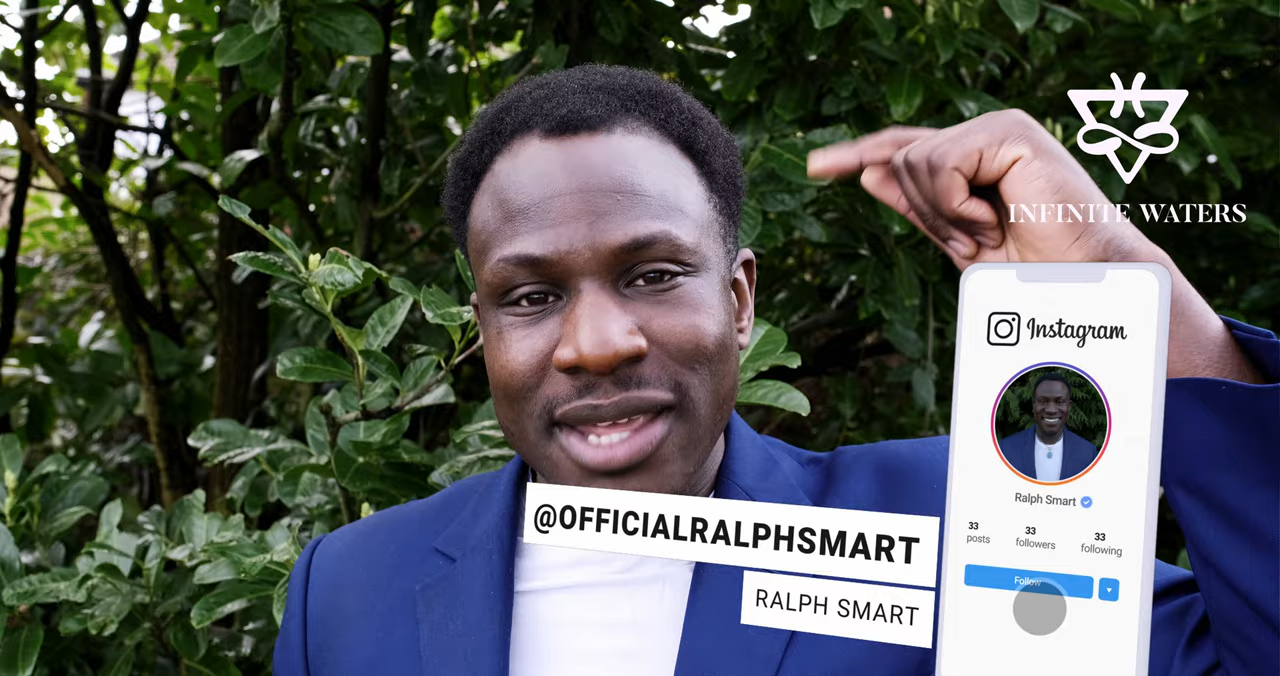 INFINITE WATERS
Instagram
Ralph Smart
33
posts
33
followers
33
following
Follow
@OFFICIALRALPHSMART
RALPH SMART